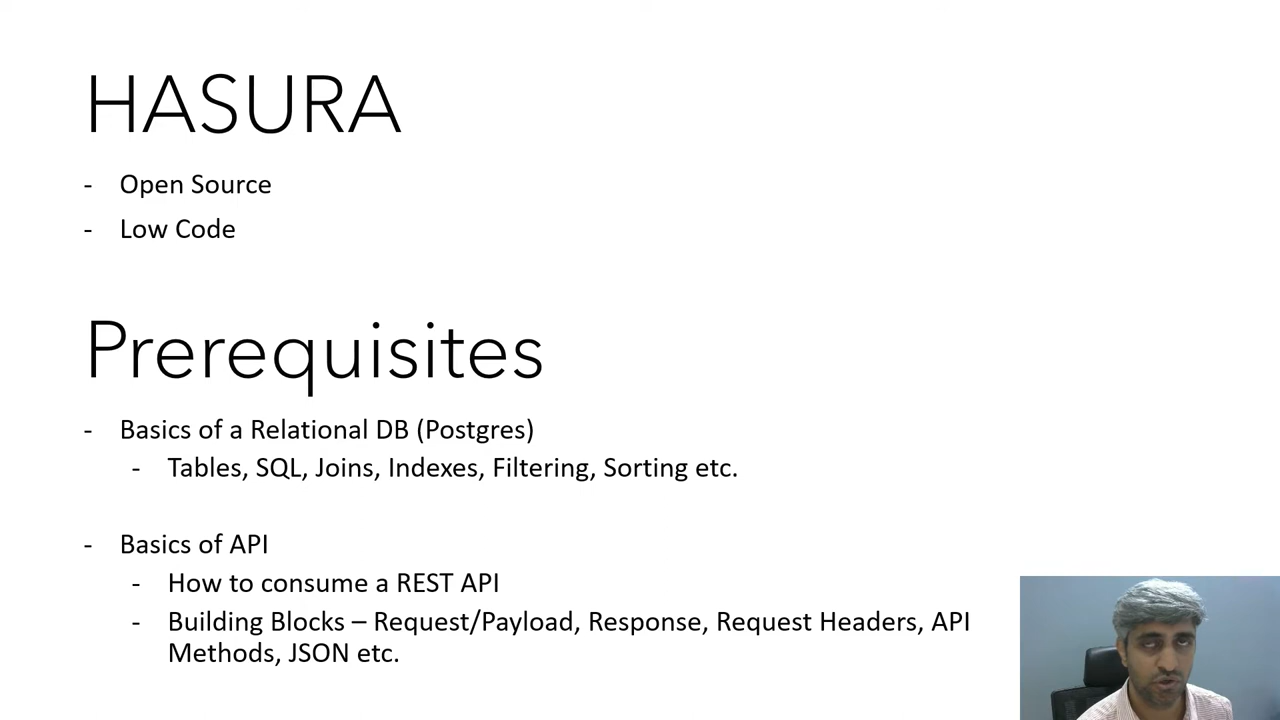 HASURA
- Open Source
- Low Code
Prerequisites
- Basics of a Relational DB (Postgres)
- Tables, SQL, Joins, Indexes, Filtering, Sorting etc.
- Basics of API
- How to consume a REST API
- Building Blocks – Request/Payload, Response, Request Headers, API
Methods, JSON etc.